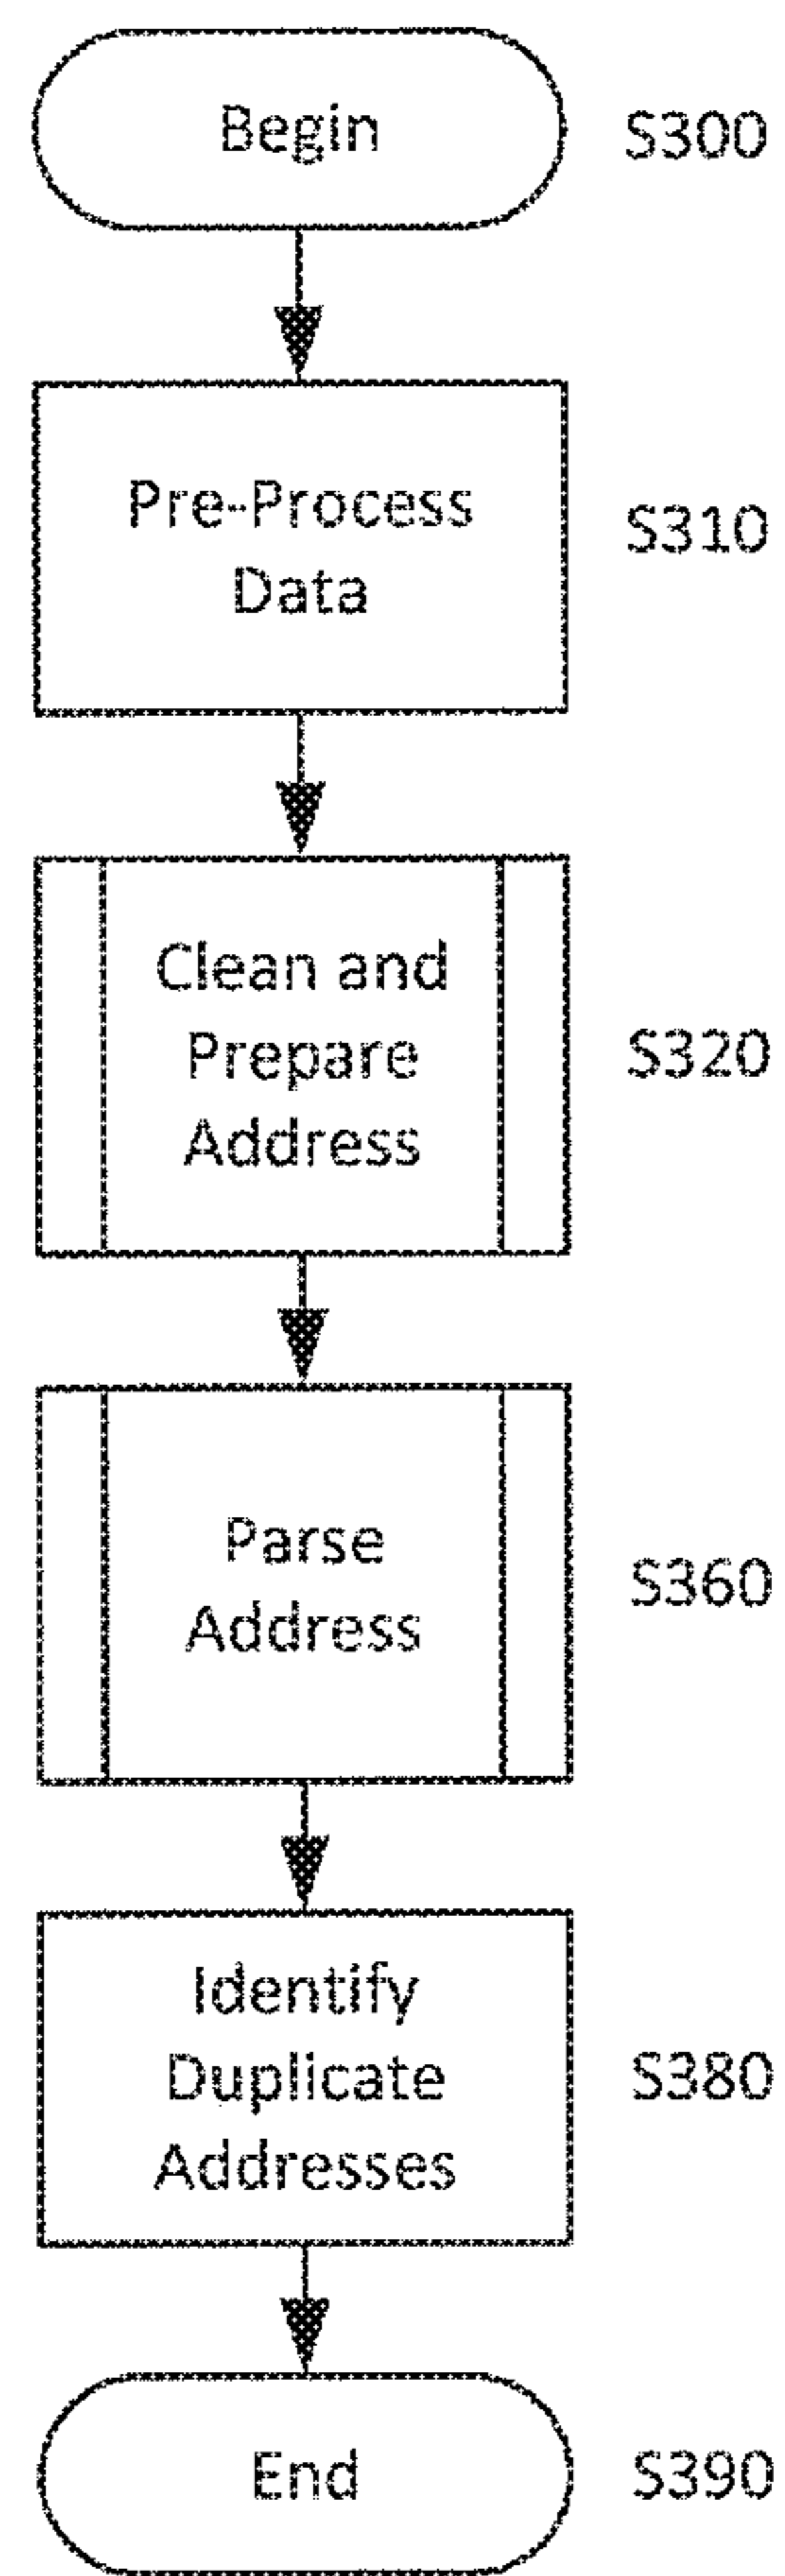 Begin
S300
Pre-Process
Data
S310
Clean and
Prepare
Address
S320
Parse
Address
S360
Identify
Duplicate
Addresses
S380
End
S390